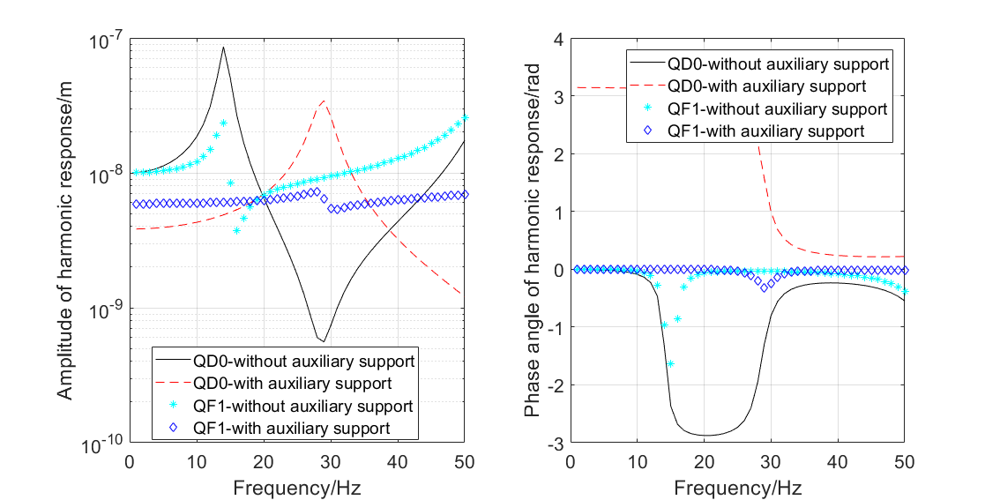 Amplitude of harmonic response/m
10^-7
10^-8
10^-9
10^-10
QD0-without auxiliary support
QD0-with auxiliary support
QF1-without auxiliary support
QF1-with auxiliary support
0 10 20 30 40 50
Frequency/Hz
Phase angle of harmonic response/rad
4
3
2
1
0
-1
-2
-3
QD0-without auxiliary support
QD0-with auxiliary support
QF1-without auxiliary support
QF1-with auxiliary support
0 10 20 30 40 50
Frequency/Hz